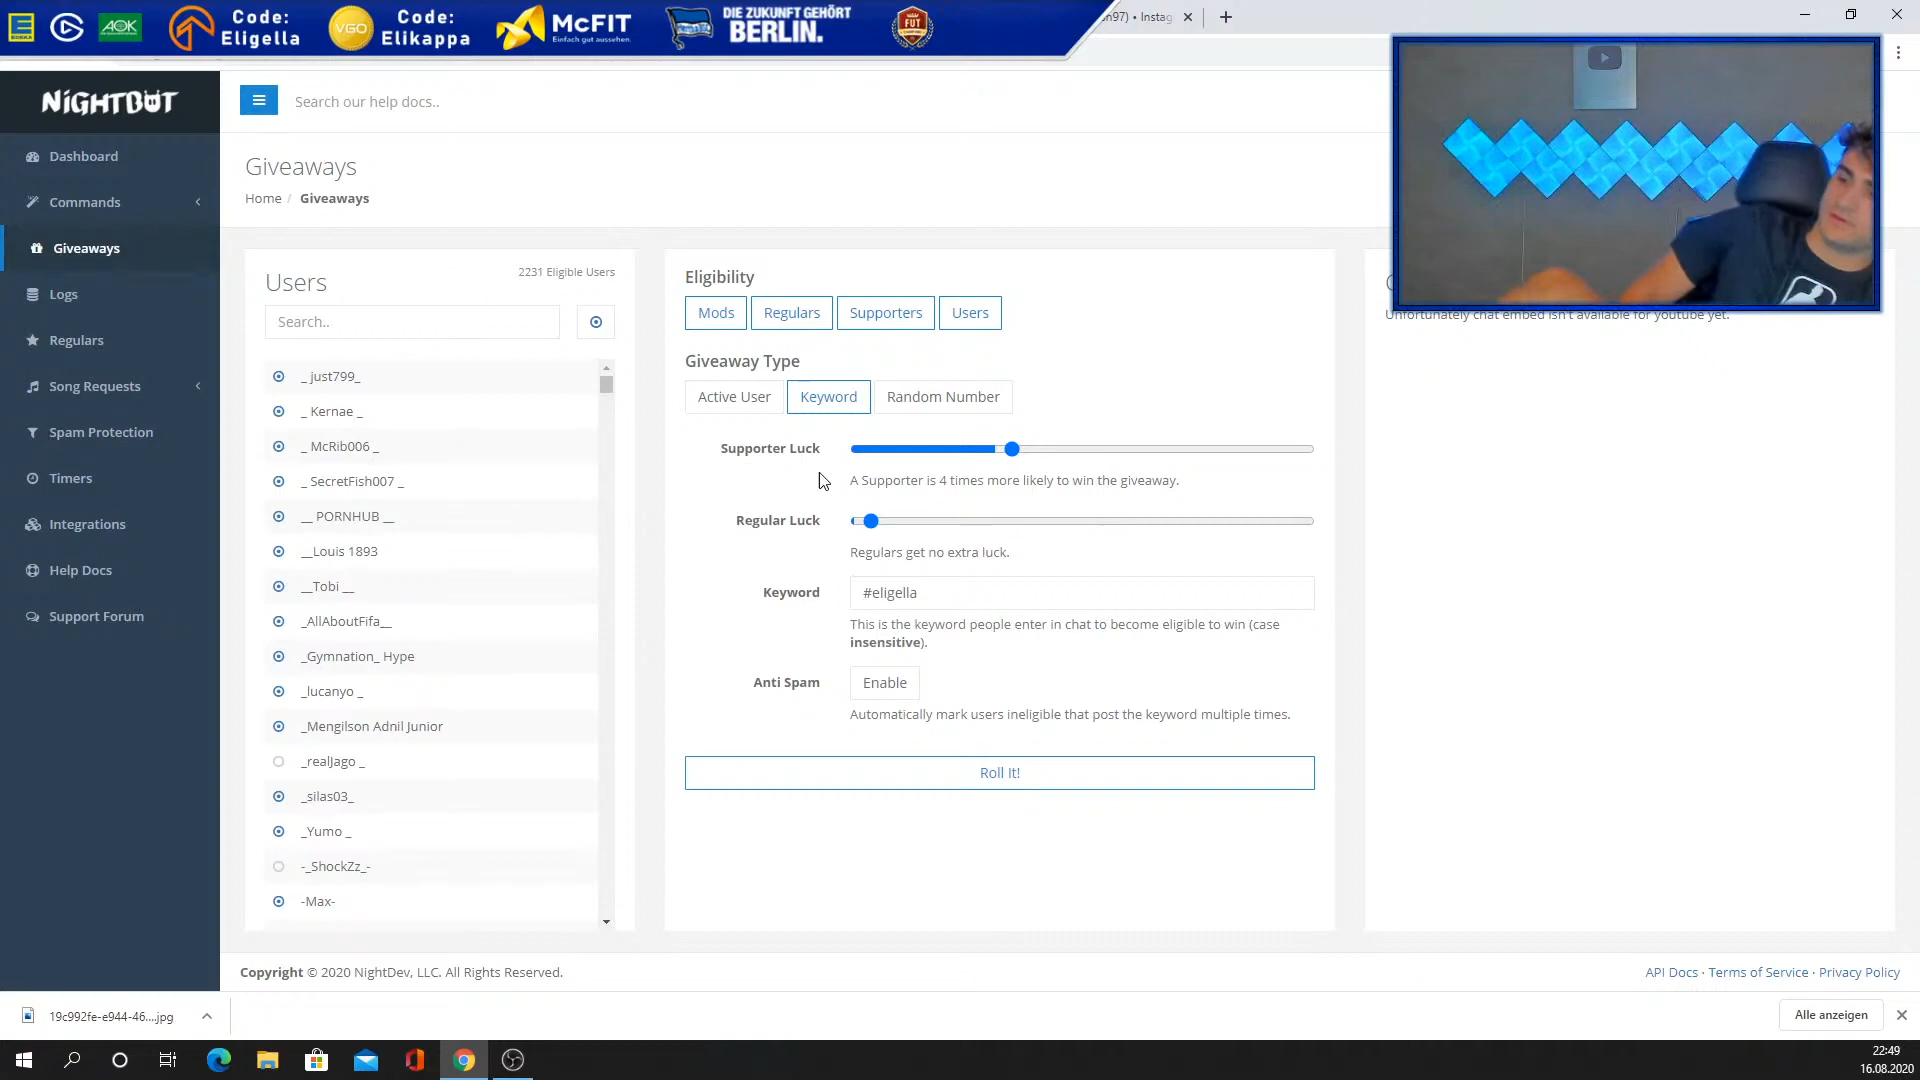 EDEKA
AOK
Code:
Eligella
VGO
Code:
Elikappa
McFIT
Einfach gut aussehen.
DIE ZUKUNFT GEHÖRT
BERLIN.
FUT
n97) • Instag
NIGHTBOT
Search our help docs..
Dashboard
Commands
Giveaways
Logs
Regulars
Song Requests
Spam Protection
Timers
Integrations
Help Docs
Support Forum
Giveaways
Home / Giveaways
Users
2231 Eligible Users
Search..
_ just799_
_ Kernae _
_ McRib006 _
_ SecretFish007 _
__ PORNHUB __
__Louis 1893
__Tobi __
_AllAboutFifa__
_Gymnation_ Hype
_lucanyo _
_Mengilson Adnil Junior
_realJago _
_silas03_
_Yumo _
-_ShockZz_-
-Max-
Eligibility
Mods Regulars Supporters Users
Giveaway Type
Active User Keyword Random Number
Supporter Luck
A Supporter is 4 times more likely to win the giveaway.
Regular Luck
Regulars get no extra luck.
Keyword
#eligella
This is the keyword people enter in chat to become eligible to win (case
insensitive).
Anti Spam
Enable
Automatically mark users ineligible that post the keyword multiple times.
Roll It!
Unfortunately chat embed isn't available for youtube yet.
Copyright © 2020 NightDev, LLC. All Rights Reserved.
API Docs · Terms of Service · Privacy Policy
19c992fe-e944-46....jpg
Alle anzeigen
22:49
16.08.2020